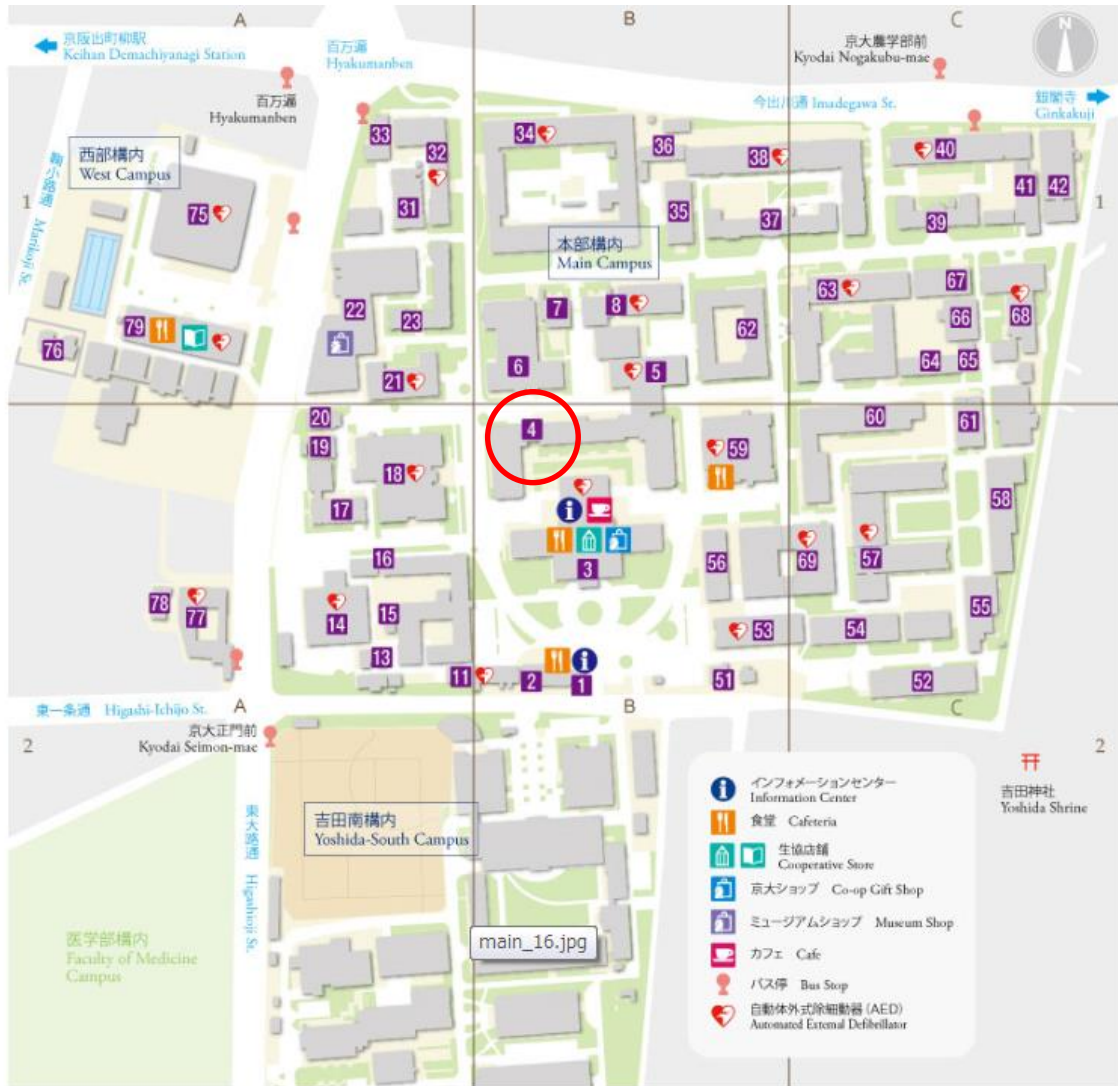 A
B
C
N
京阪出町柳駅
Keihan Demachiyanagi Station
百万遍
Hyakumanben
京大農学部前
Kyodai Nogakubu-mae
百万遍
Hyakumanben
今出川通 Imadegawa St.
銀閣寺
Ginkakuji
西部構内
West Campus
鞠小路通 Marikoji St.
本部構内
Main Campus
1
1
33
32
31
34
36
38
35
37
40
41
42
39
75
79
76
22
23
21
7
8
6
5
62
63
67
66
68
64
65
20
19
18
17
4
59
60
61
58
3
56
69
57
55
16
15
14
13
78
77
11
2
1
53
54
51
52
東一条通 Higashi-Ichijo St.
A
B
C
2
2
京大正門前
Kyodai Seimon-mae
東大路通 Higashioji St.
吉田南構内
Yoshida-South Campus
医学部構内
Faculty of Medicine
Campus
main_16.jpg
吉田神社
Yoshida Shrine
インフォメーションセンター
Information Center
食堂 Cafeteria
生協店舗
Cooperative Store
京大ショップ Co-op Gift Shop
ミュージアムショップ Museum Shop
カフェ Cafe
バス停 Bus Stop
自動体外式除細動器 (AED)
Automated External Defibrillator